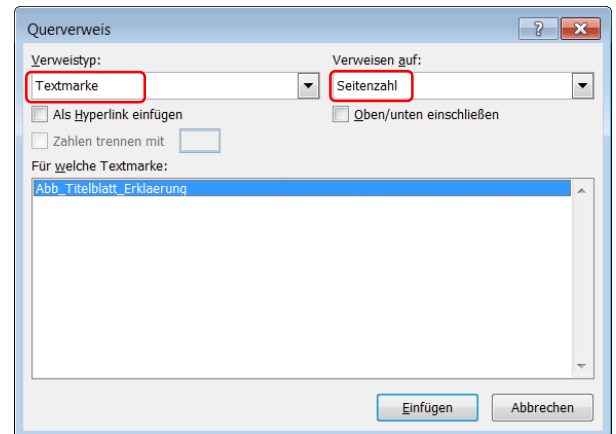 Querverweis
Verweistyp:
Verweisen auf:
Textmarke
Seitenzahl
Als Hyperlink einfügen
Oben/unten einschließen
Zahlen trennen mit
Für welche Textmarke:
Abb_Titelblatt_Erklaerung
Einfügen
Abbrechen